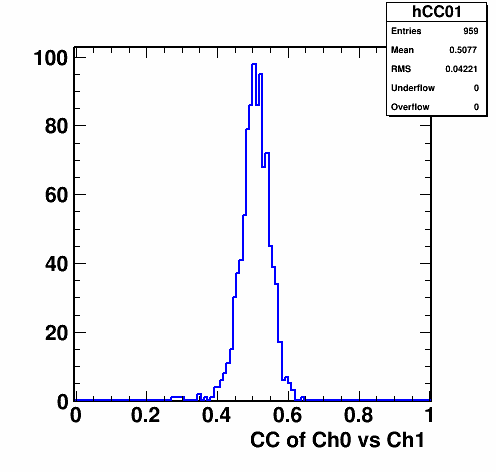 hCC01
Entries 959
Mean 0.5077
RMS 0.04221
Underflow 0
Overflow 0
100
80
60
40
20
0
0 0.2 0.4 0.6 0.8 1
CC of Ch0 vs Ch1